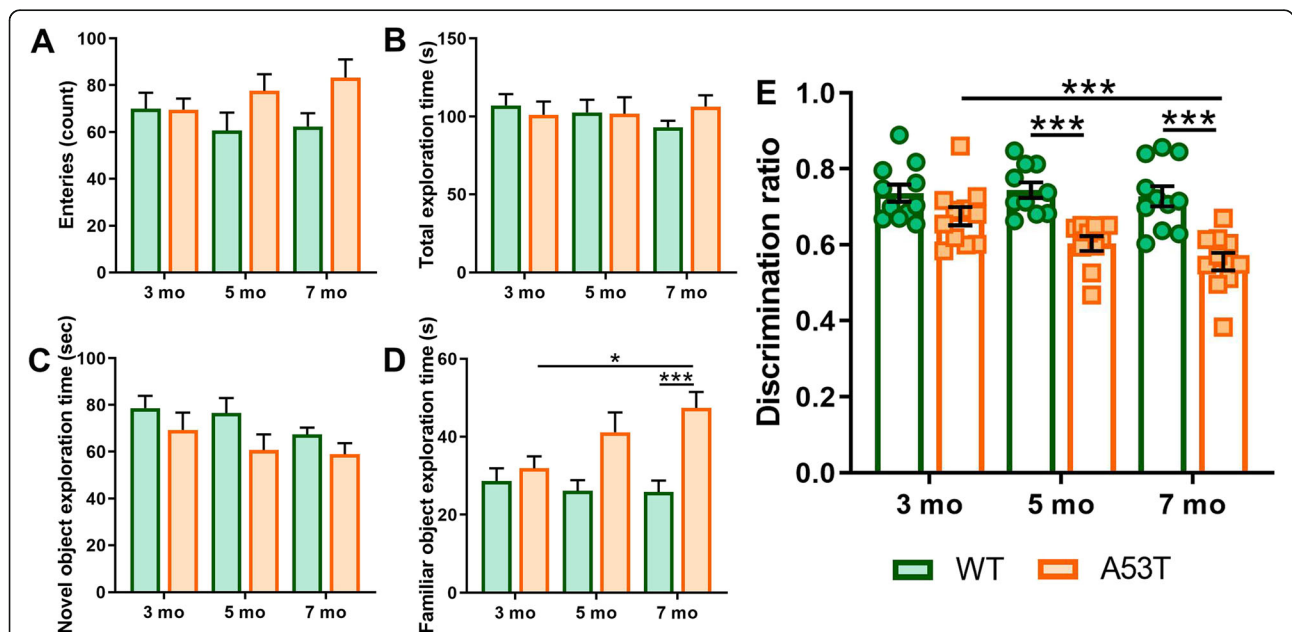 A
Enteries (count)
100
80
60
40
20
0
3 mo
5 mo
7 mo
B
Total exploration time (s)
150
100
50
0
3 mo
5 mo
7 mo
C
Novel object exploration time (sec)
100
80
60
40
20
0
3 mo
5 mo
7 mo
D
Familiar object exploration time (s)
60
40
20
0
*
***
3 mo
5 mo
7 mo
E
Discrimination ratio
1.0
0.8
0.6
0.4
0.2
0.0
***
***
***
3 mo
5 mo
7 mo
WT
A53T